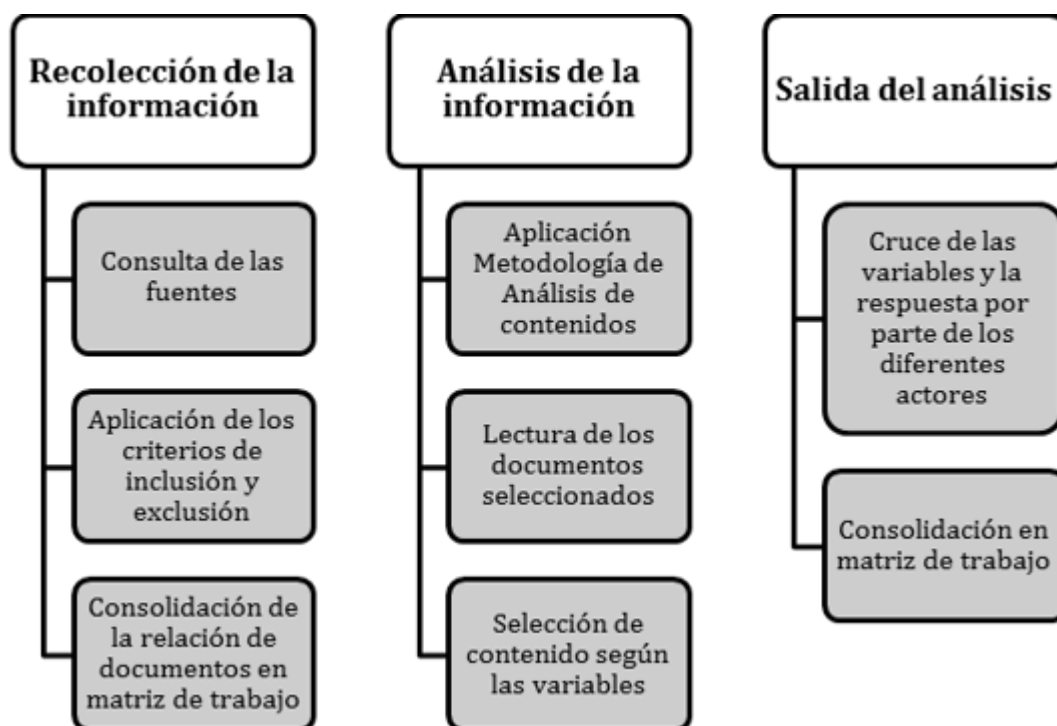 Recolección de la
información
Consulta de las
fuentes
Aplicación de los
criterios de
inclusión y
exclusión
Consolidación de
la relación de
documentos en
matriz de trabajo
Análisis de la
información
Aplicación
Metodología de
Análisis de
contenidos
Lectura de los
documentos
seleccionados
Selección de
contenido según
las variables
Salida del análisis
Cruce de las
variables y la
respuesta por
parte de los
diferentes
actores
Consolidación en
matriz de trabajo